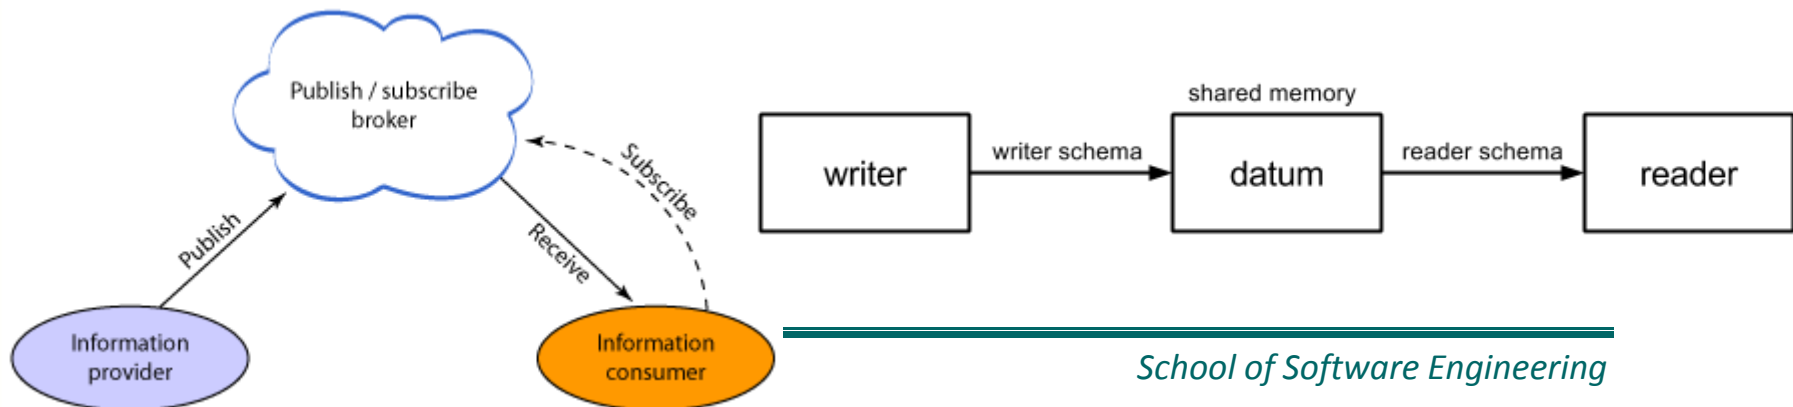 Publish / subscribe
broker
Publish
Receive
Subscribe
Information
provider
Information
consumer
shared memory
writer
writer schema
datum
reader schema
reader
School of Software Engineering